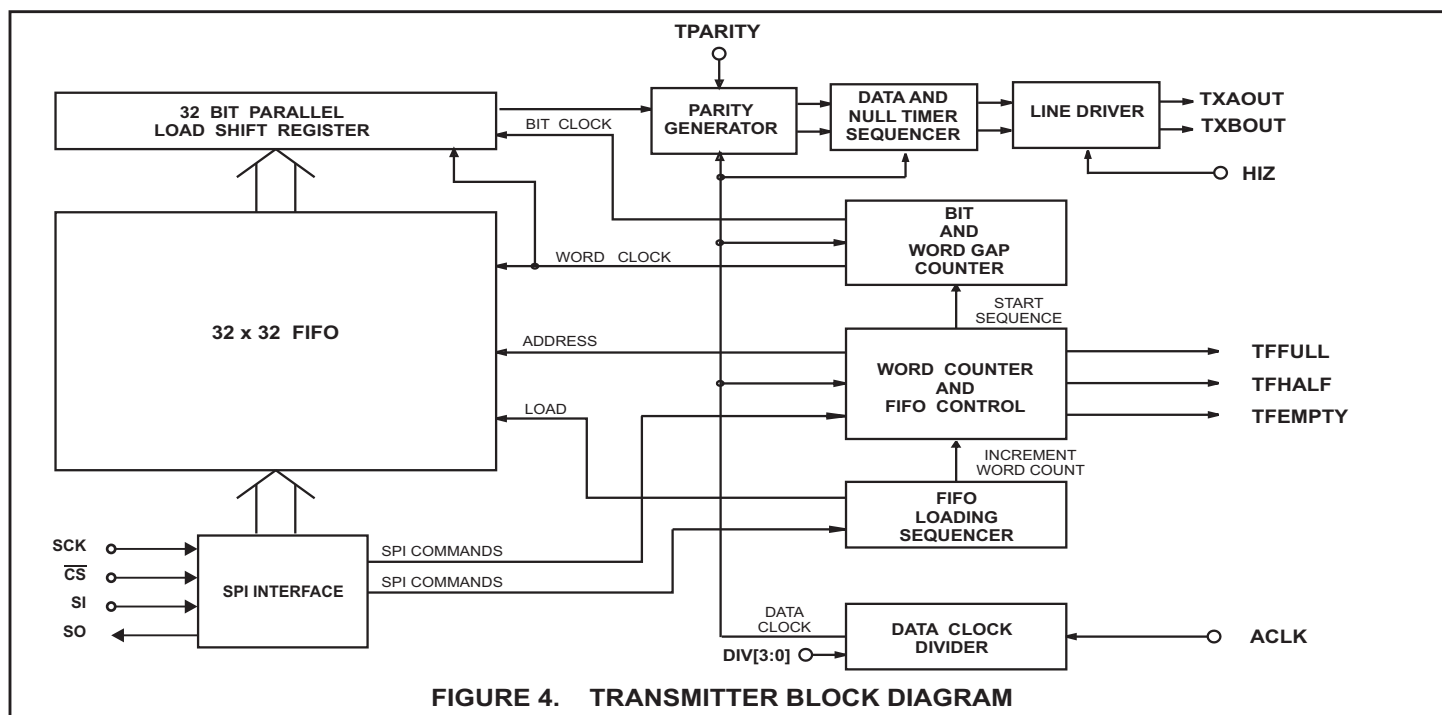 TPARITY
32 BIT PARALLEL
LOAD SHIFT REGISTER
BIT CLOCK
PARITY
GENERATOR
DATA AND
NULL TIMER
SEQUENCER
LINE DRIVER
TXAOUT
TXBOUT
HIZ
BIT
AND
WORD GAP
COUNTER
WORD CLOCK
START
SEQUENCE
32 x 32 FIFO
ADDRESS
WORD COUNTER
AND
FIFO CONTROL
TFFULL
TFHALF
TFEMPTY
LOAD
INCREMENT
WORD COUNT
FIFO
LOADING
SEQUENCER
SCK
CS
SI
SO
SPI INTERFACE
SPI COMMANDS
SPI COMMANDS
DATA
CLOCK
DIV[3:0]
DATA CLOCK
DIVIDER
ACLK
FIGURE 4. TRANSMITTER BLOCK DIAGRAM